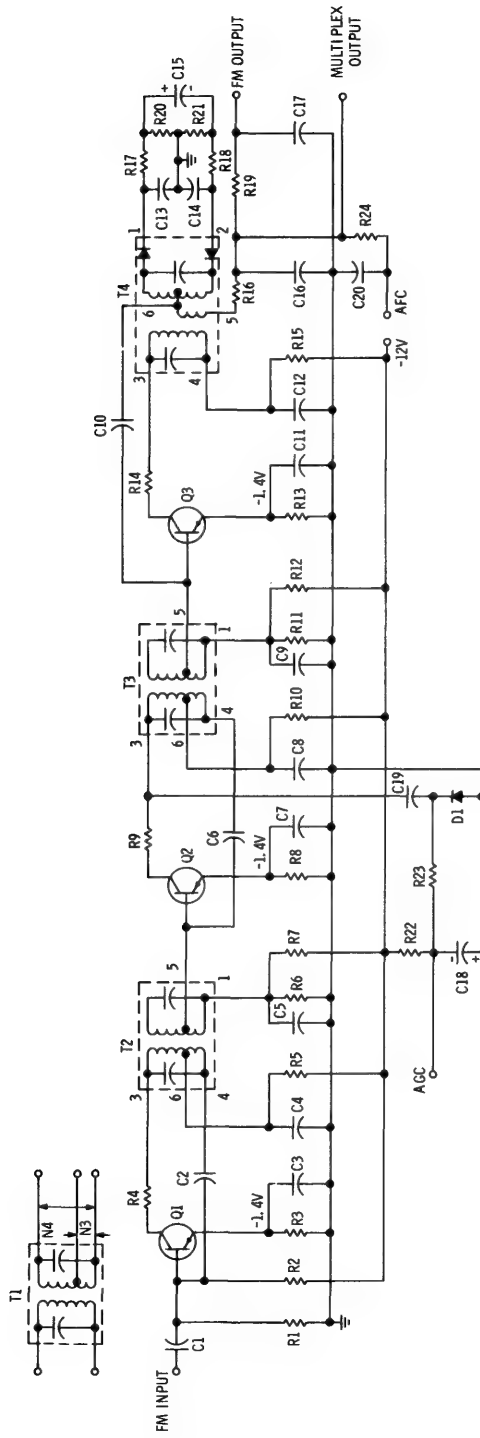 T1
N4
N3
FM INPUT
C1
R1
R2
Q1
R4
-1.4V
R3
C3
C2
3
6
4
T2
5
1
C4
R5
C5
R6
R7
Q2
R9
C6
-1.4V
R8
C7
3
6
4
T3
5
1
C8
R10
C9
R11
R12
Q3
R14
C10
-1.4V
R13
C11
C12
R15
3
4
T4
6
5
1
2
R16
C13
C14
R17
R18
R20
R21
C15
+
-
R19
C16
C17
C20
R24
FM OUTPUT
MULTIPLEX
OUTPUT
AFC
-12V
AGC
R22
R23
C18
-
+
C19
D1